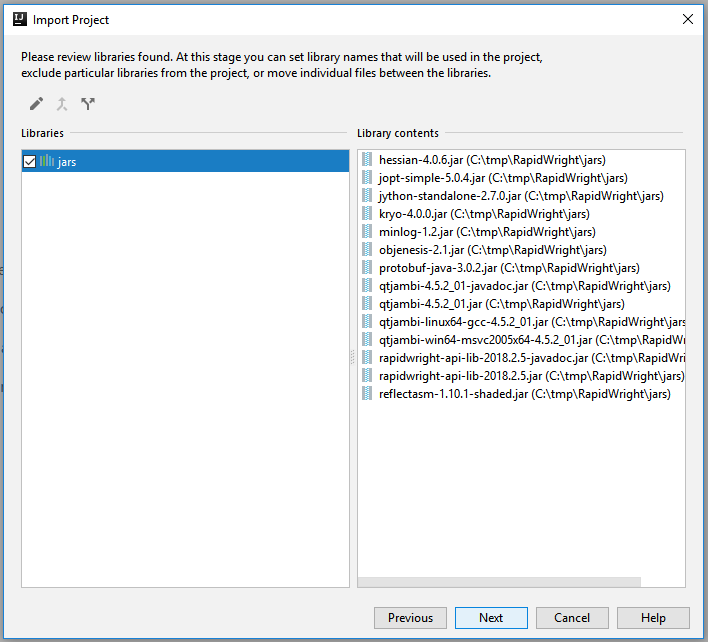 Import Project
Please review libraries found. At this stage you can set library names that will be used in the project,
exclude particular libraries from the project, or move individual files between the libraries.
Libraries
jars
Library contents
hessian-4.0.6.jar (C:\tmp\RapidWright\jars)
jopt-simple-5.0.4.jar (C:\tmp\RapidWright\jars)
jython-standalone-2.7.0.jar (C:\tmp\RapidWright\jars)
kryo-4.0.0.jar (C:\tmp\RapidWright\jars)
minlog-1.2.jar (C:\tmp\RapidWright\jars)
objenesis-2.1.jar (C:\tmp\RapidWright\jars)
protobuf-java-3.0.2.jar (C:\tmp\RapidWright\jars)
qtjambi-4.5.2_01-javadoc.jar (C:\tmp\RapidWright\jars)
qtjambi-4.5.2_01.jar (C:\tmp\RapidWright\jars)
qtjambi-linux64-gcc-4.5.2_01.jar (C:\tmp\RapidWright\jars
qtjambi-win64-msvc2005x64-4.5.2_01.jar (C:\tmp\RapidWri
rapidwright-api-lib-2018.2.5-javadoc.jar (C:\tmp\RapidWrig
rapidwright-api-lib-2018.2.5.jar (C:\tmp\RapidWright\jars)
reflectasm-1.10.1-shaded.jar (C:\tmp\RapidWright\jars)
Previous
Next
Cancel
Help